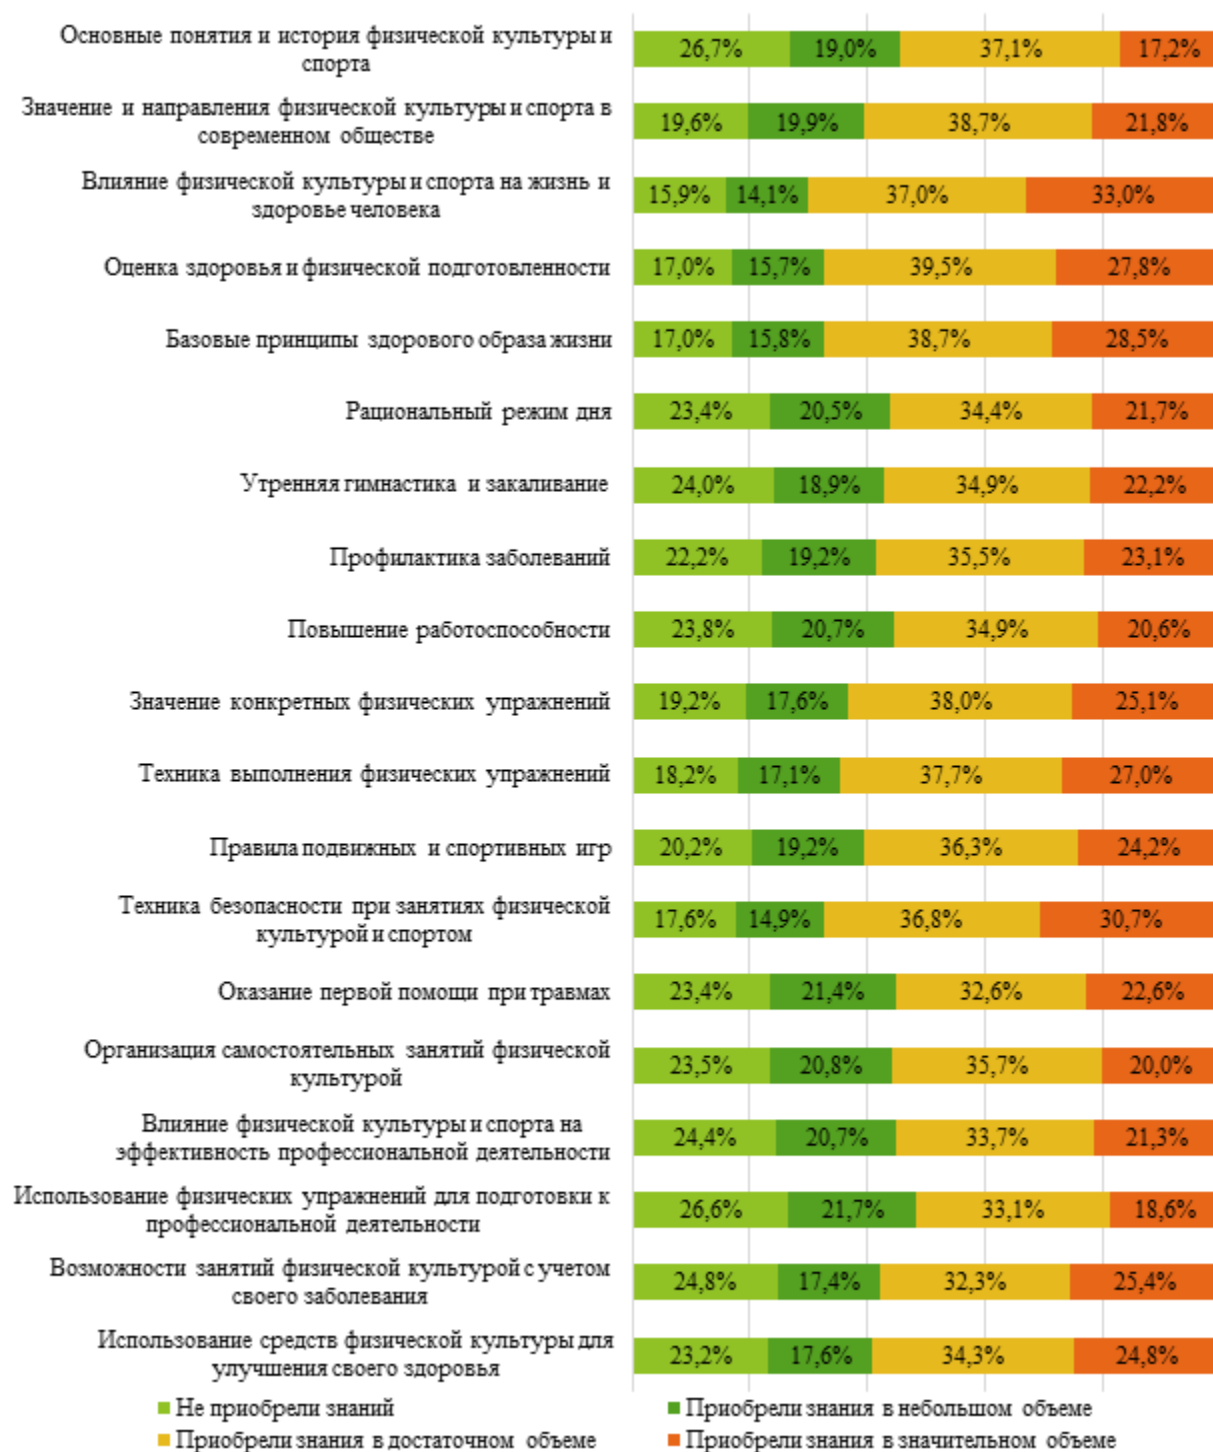 Основные понятия и история физической культуры и
спорта
26,7% 19,0% 37,1% 17,2%
Значение и направления физической культуры и спорта в
современном обществе
19,6% 19,9% 38,7% 21,8%
Влияние физической культуры и спорта на жизнь и
здоровье человека
15,9% 14,1% 37,0% 33,0%
Оценка здоровья и физической подготовленности
17,0% 15,7% 39,5% 27,8%
Базовые принципы здорового образа жизни
17,0% 15,8% 38,7% 28,5%
Рациональный режим дня
23,4% 20,5% 34,4% 21,7%
Утренняя гимнастика и закаливание
24,0% 18,9% 34,9% 22,2%
Профилактика заболеваний
22,2% 19,2% 35,5% 23,1%
Повышение работоспособности
23,8% 20,7% 34,9% 20,6%
Значение конкретных физических упражнений
19,2% 17,6% 38,0% 25,1%
Техника выполнения физических упражнений
18,2% 17,1% 37,7% 27,0%
Правила подвижных и спортивных игр
20,2% 19,2% 36,3% 24,2%
Техника безопасности при занятиях физической
культурой и спортом
17,6% 14,9% 36,8% 30,7%
Оказание первой помощи при травмах
23,4% 21,4% 32,6% 22,6%
Организация самостоятельных занятий физической
культурой
23,5% 20,8% 35,7% 20,0%
Влияние физической культуры и спорта на
эффективность профессиональной деятельности
24,4% 20,7% 33,7% 21,3%
Использование физических упражнений для подготовки к
профессиональной деятельности
26,6% 21,7% 33,1% 18,6%
Возможности занятий физической культурой с учетом
своего заболевания
24,8% 17,4% 32,3% 25,4%
Использование средств физической культуры для
улучшения своего здоровья
23,2% 17,6% 34,3% 24,8%
Не приобрели знаний
Приобрели знания в небольшом объеме
Приобрели знания в достаточном объеме
Приобрели знания в значительном объеме